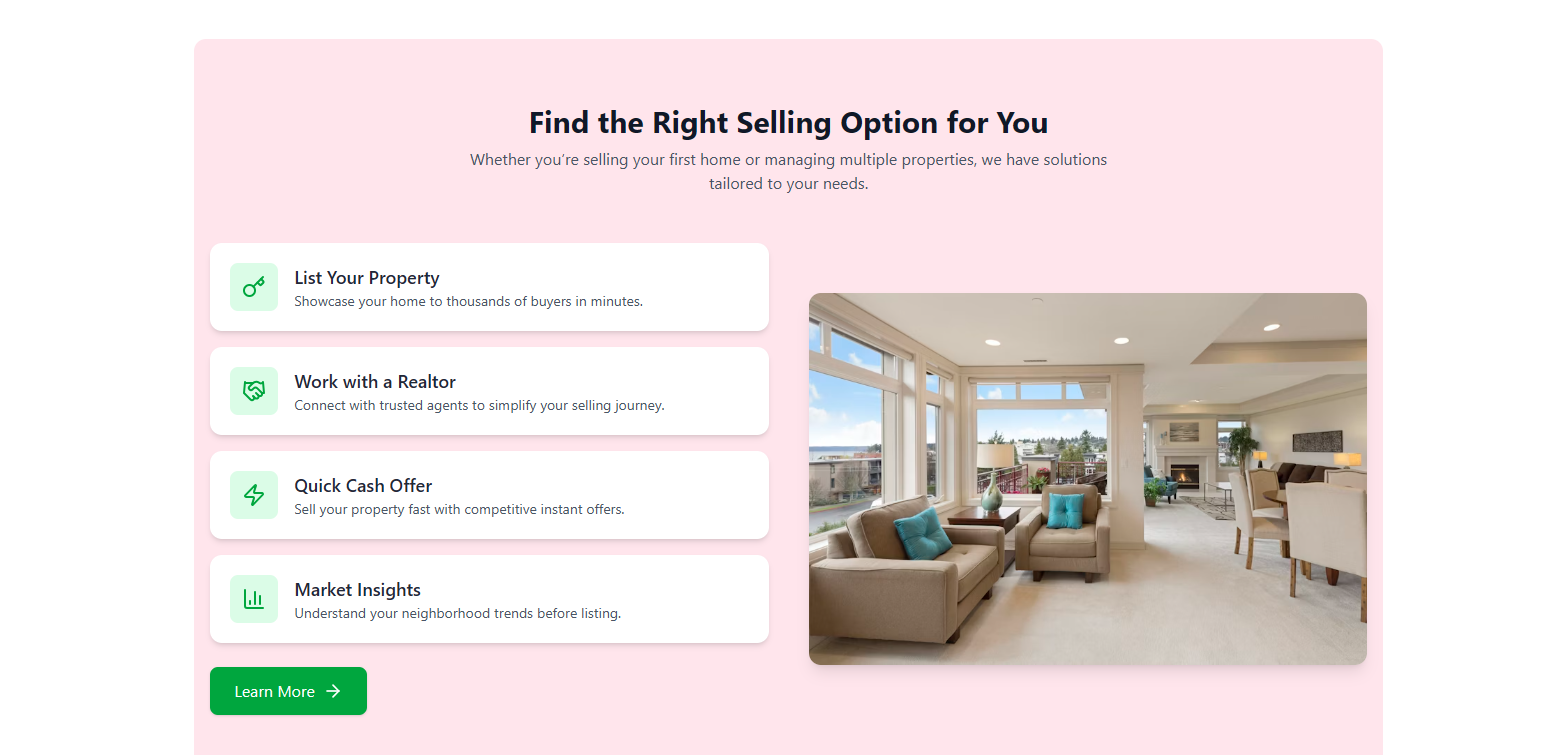 Find the Right Selling Option for You
Whether you’re selling your first home or managing multiple properties, we have solutions
tailored to your needs.
List Your Property
Showcase your home to thousands of buyers in minutes.
Work with a Realtor
Connect with trusted agents to simplify your selling journey.
Quick Cash Offer
Sell your property fast with competitive instant offers.
Market Insights
Understand your neighborhood trends before listing.
Learn More